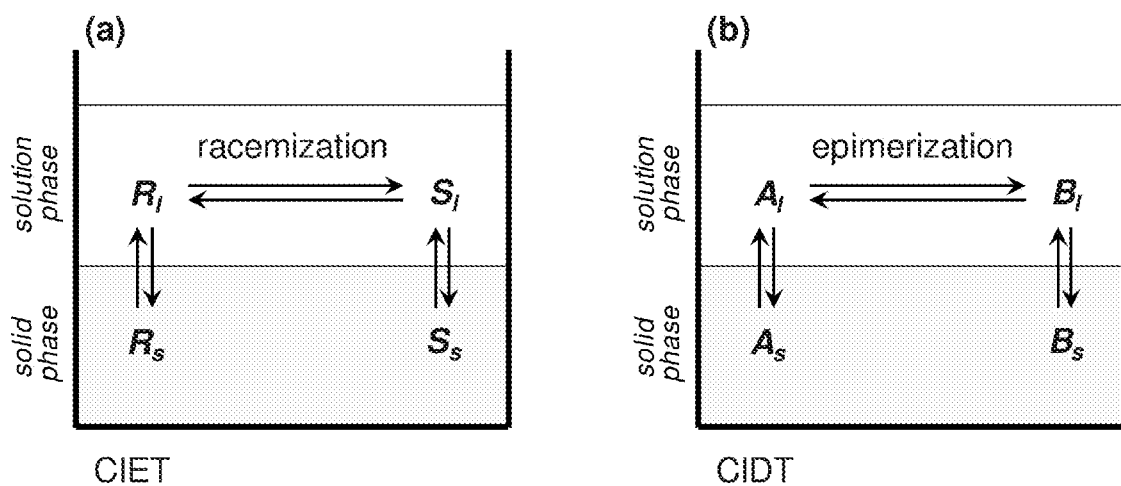 (a)
solution
phase
racemization
R_l
S_l
solid
phase
R_s
S_s
CIET
(b)
solution
phase
epimerization
A_l
B_l
solid
phase
A_s
B_s
CIDT